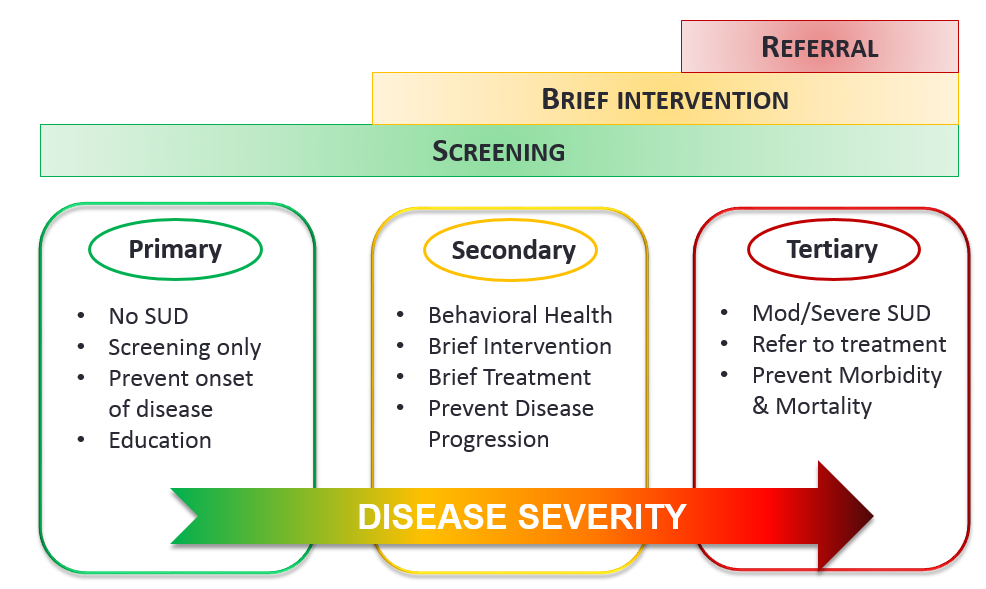 REFERRAL
BRIEF INTERVENTION
SCREENING
Primary
• No SUD
• Screening only
• Prevent onset
of disease
• Education
Secondary
• Behavioral Health
• Brief Intervention
• Brief Treatment
• Prevent Disease
Progression
Tertiary
• Mod/Severe SUD
• Refer to treatment
• Prevent Morbidity
& Mortality
DISEASE SEVERITY